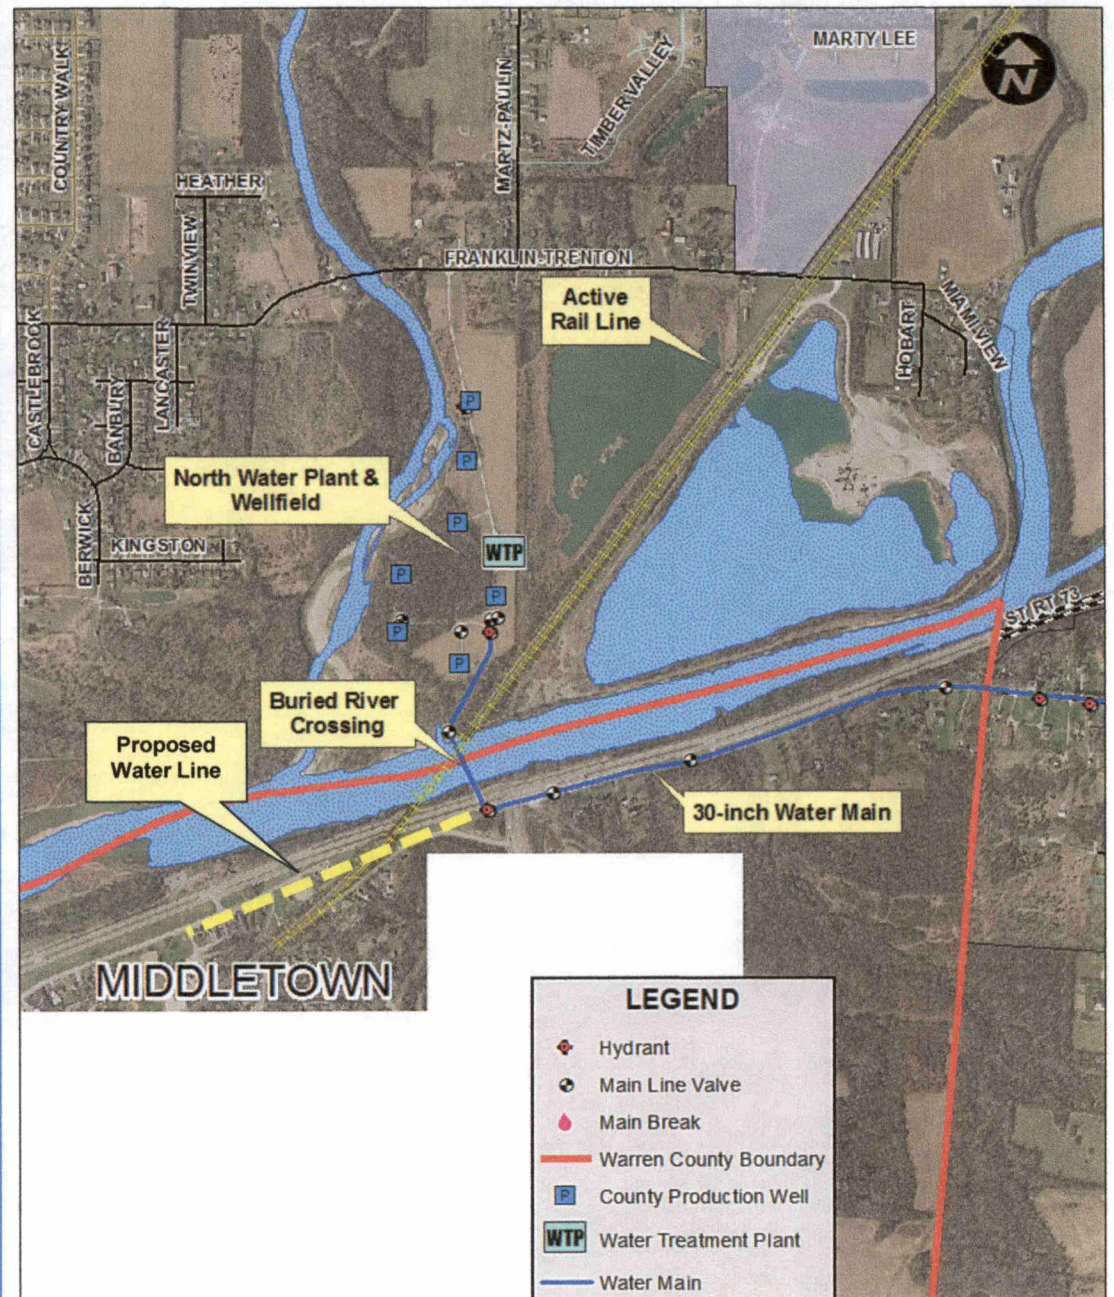 MARTY LEE
N
COUNTRY WALK
MARTZ-PAULIN
TIMBER VALLEY
HEATHER
TWINVIEW
FRANKLIN-TRENTON
Active
Rail Line
MIAMI VIEW
HOBART
CASTLEBROOK
BANBURY
LANCASTER
P
P
North Water Plant &
Wellfield
P
BERWICK
KINGSTON
WTP
P
P
P
ST RT 73
P
Buried River
Crossing
Proposed
Water Line
30-inch Water Main
MIDDLETOWN
LEGEND
Hydrant
Main Line Valve
Main Break
Warren County Boundary
P County Production Well
WTP Water Treatment Plant
Water Main